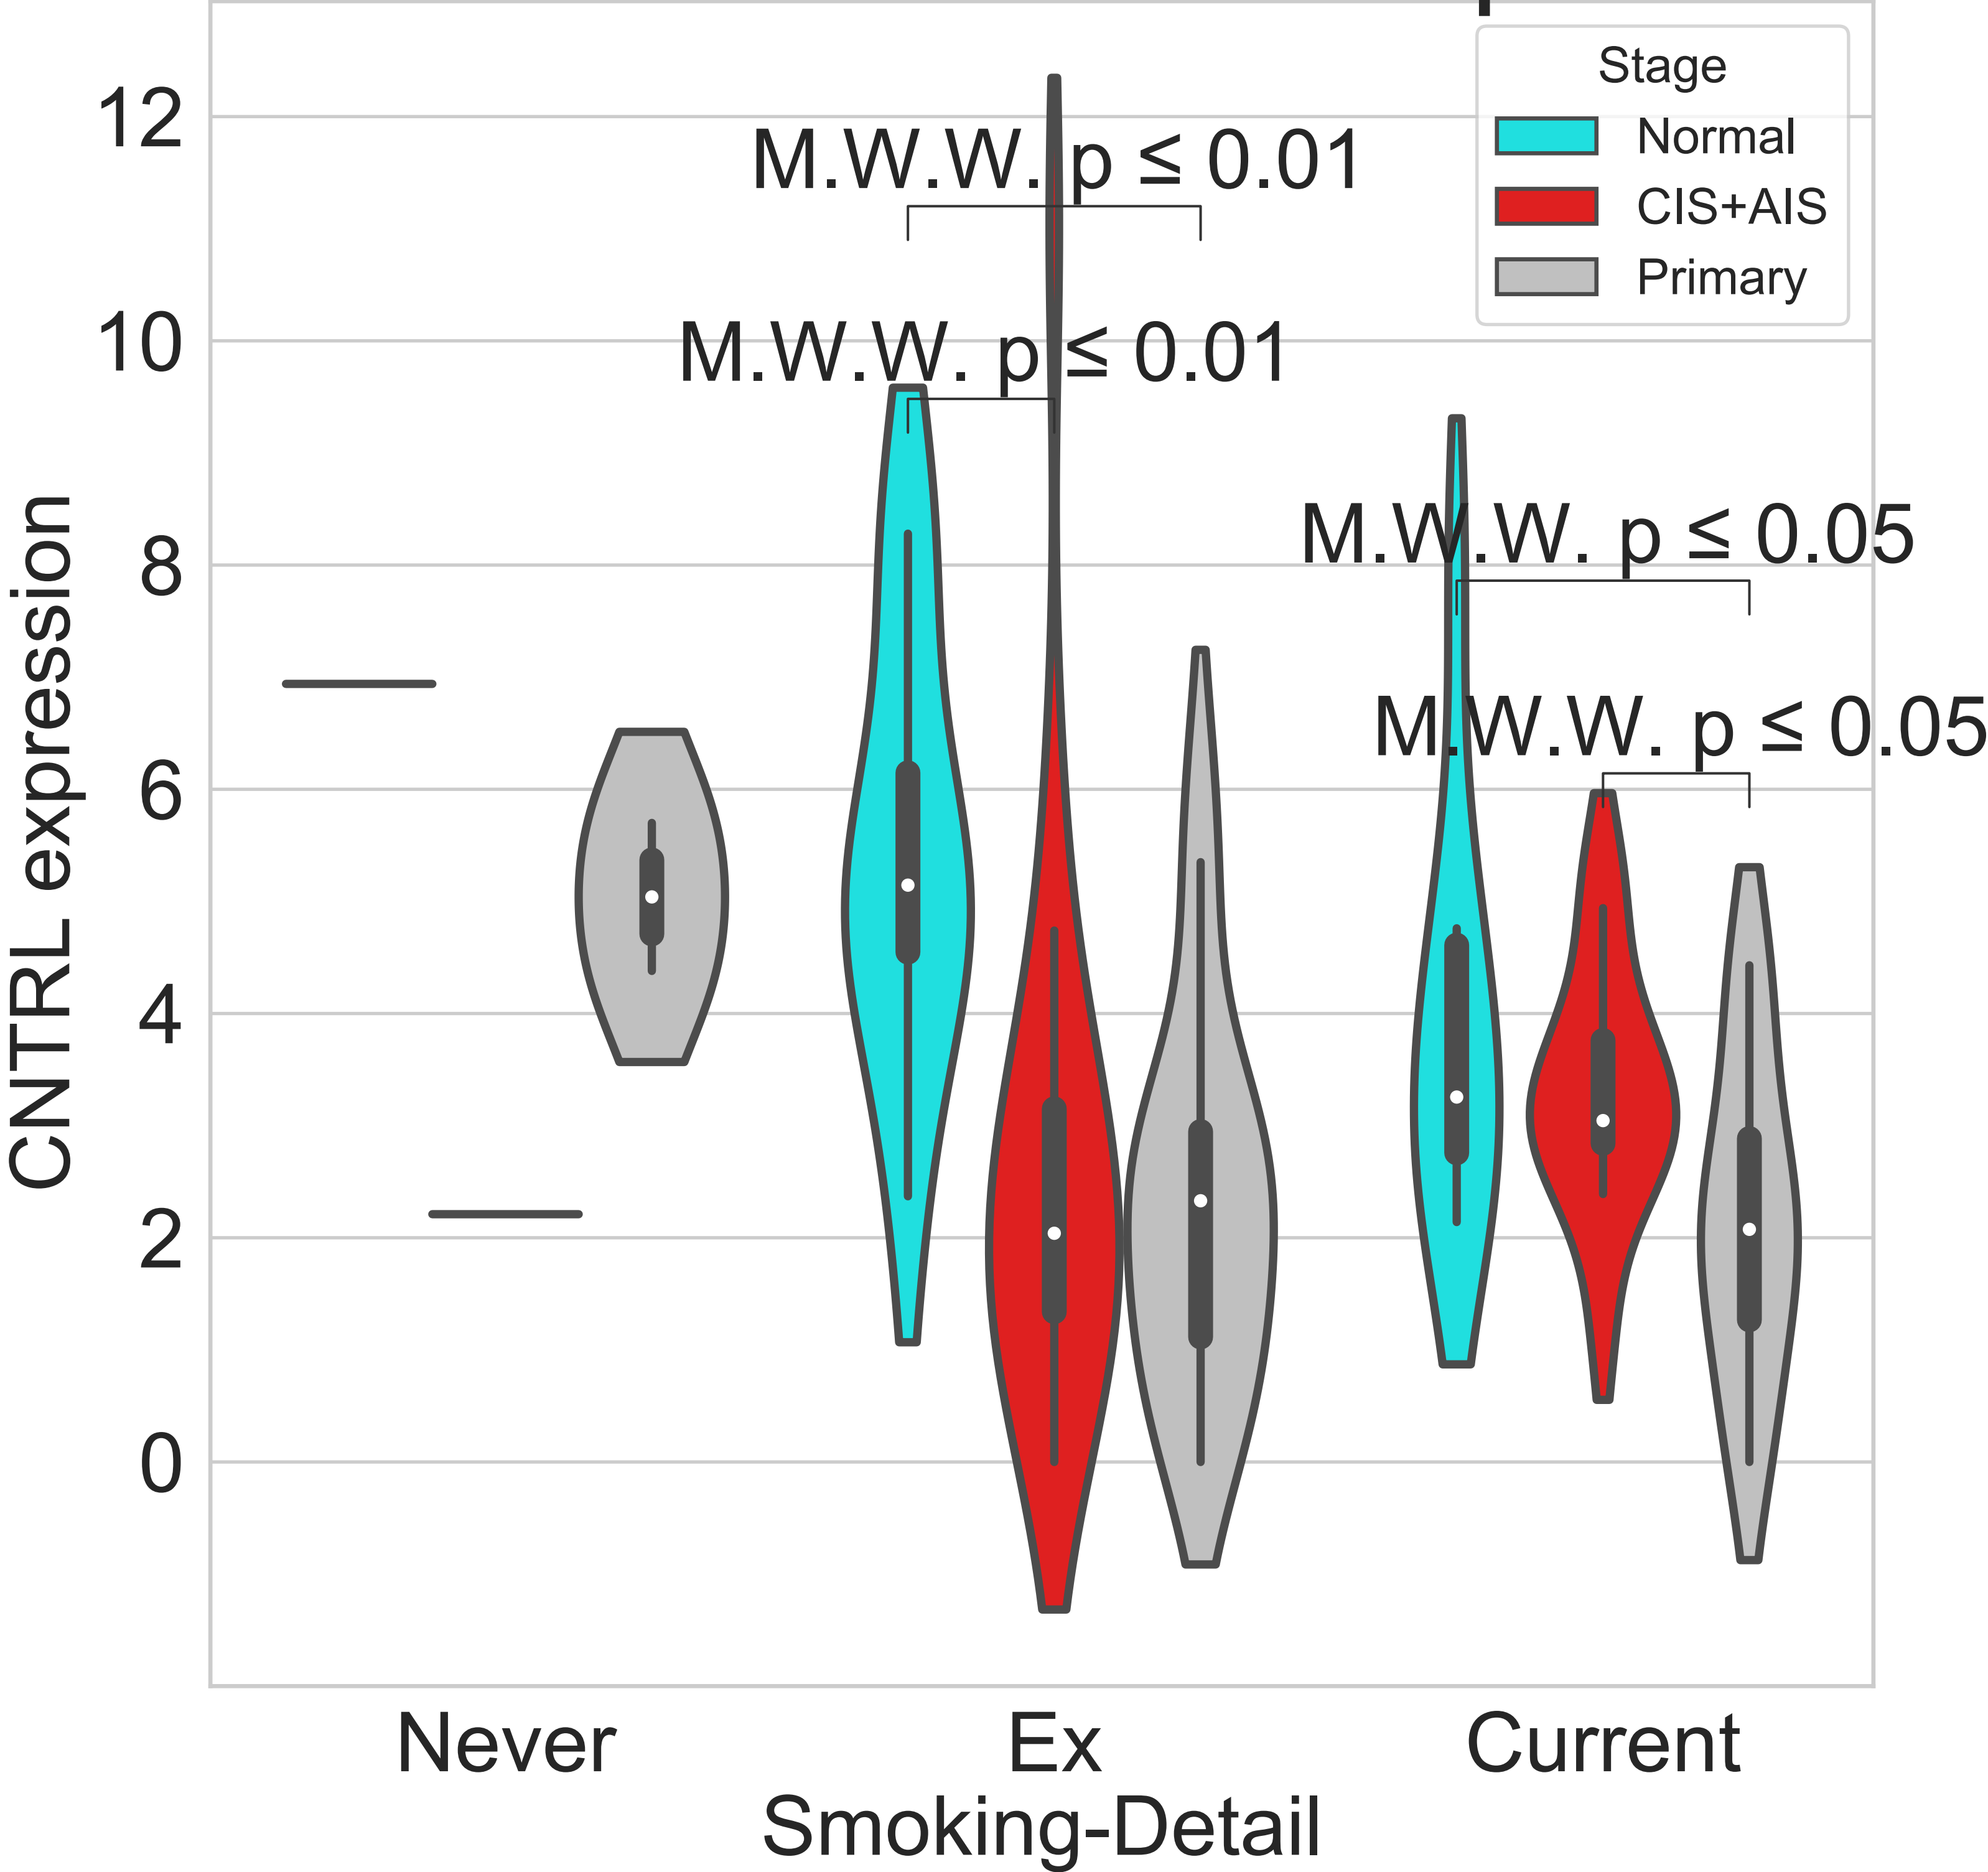 CNTRL expression
12
10
8
6
4
2
0
M.W.W. p ≤ 0.01
M.W.W. p ≤ 0.01
M.W.W. p ≤ 0.05
M.W.W. p ≤ 0.05
Stage
Normal
CIS+AIS
Primary
Never
Ex
Current
Smoking-Detail